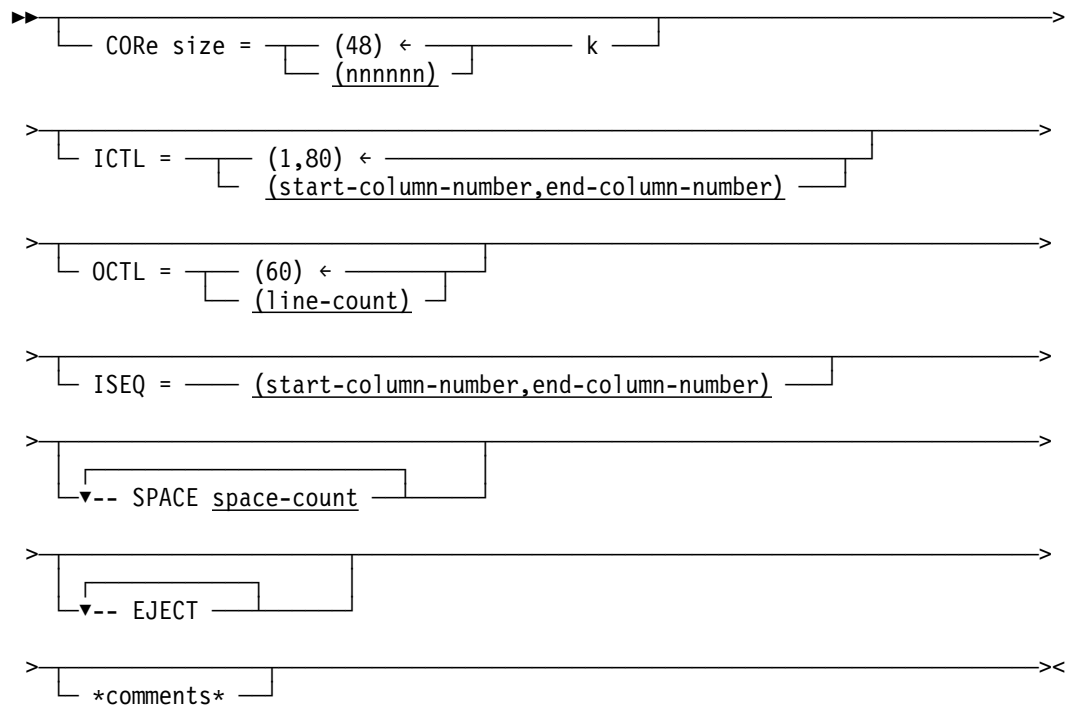 CORe size = (48) ← k
(nnnnnn)
ICTL = (1,80) ←
(start-column-number,end-column-number)
OCTL = (60) ←
(line-count)
ISEQ = (start-column-number,end-column-number)
-- SPACE space-count
-- EJECT
*comments*